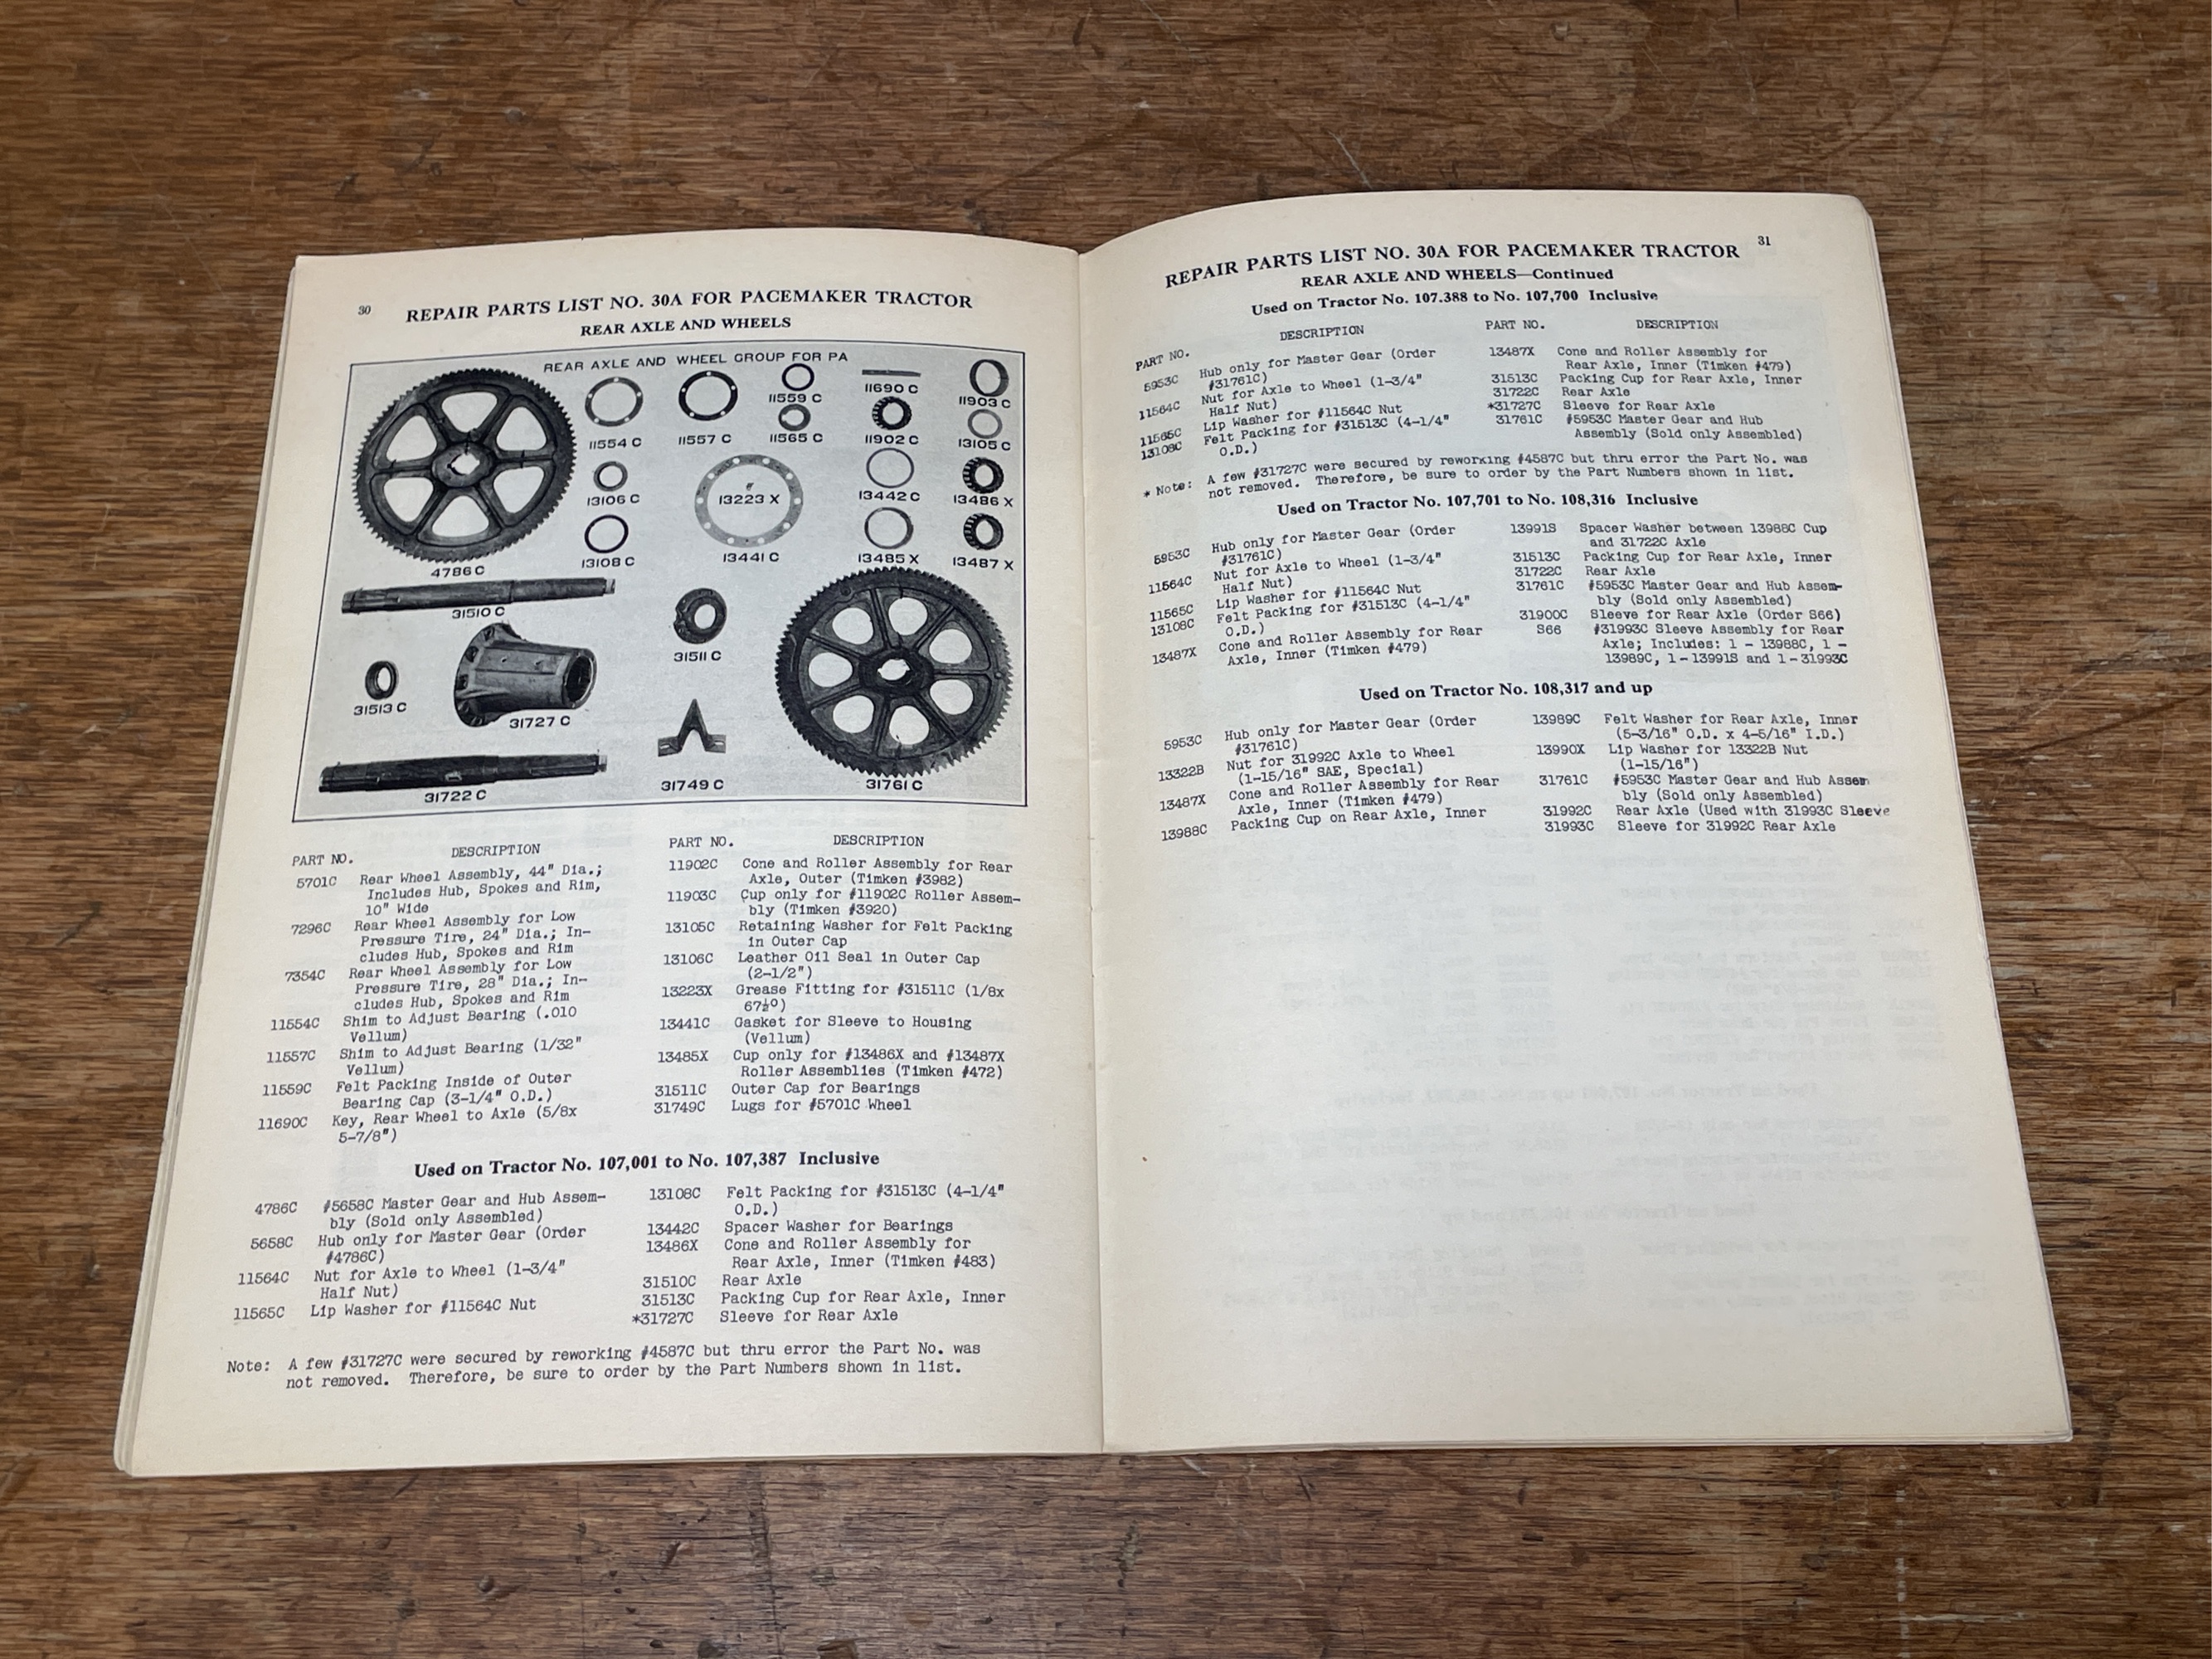 30
REPAIR PARTS LIST NO. 30A FOR PACEMAKER TRACTOR
REAR AXLE AND WHEELS
REAR AXLE AND WHEEL GROUP FOR PA
11690 C
11559 C
11903 C
11554 C
11557 C
11565 C
11902 C
13105 C
13106 C
13223 X
13442 C
13486 X
13108 C
13441 C
13485 X
13487 X
4786 C
31510 C
31511 C
31513 C
31727 C
31722 C
31749 C
31761 C
PART NO. DESCRIPTION
5701C Rear Wheel Assembly, 44" Dia.;
Includes Hub, Spokes and Rim,
10" Wide
7296C Rear Wheel Assembly for Low
Pressure Tire, 24" Dia.; In-
cludes Hub, Spokes and Rim
7354C Rear Wheel Assembly for Low
Pressure Tire, 28" Dia.; In-
cludes Hub, Spokes and Rim
11554C Shim to Adjust Bearing (.010
Vellum)
11557C Shim to Adjust Bearing (1/32"
Vellum)
11559C Felt Packing Inside of Outer
Bearing Cap (3-1/4" O.D.)
11690C Key, Rear Wheel to Axle (5/8x
5-7/8")
PART NO. DESCRIPTION
11902C Cone and Roller Assembly for Rear
Axle, Outer (Timken #3982)
11903C Cup only for #11902C Roller Assem-
bly (Timken #3920)
13105C Retaining Washer for Felt Packing
in Outer Cap
13106C Leather Oil Seal in Outer Cap
(2-1/2")
13223X Grease Fitting for #31511C (1/8x
67½°)
13441C Gasket for Sleeve to Housing
(Vellum)
13485X Cup only for #13486X and #13487X
Roller Assemblies (Timken #472)
31511C Outer Cap for Bearings
31749C Lugs for #5701C Wheel
Used on Tractor No. 107,001 to No. 107,387 Inclusive
4786C #5658C Master Gear and Hub Assem-
bly (Sold only Assembled)
5658C Hub only for Master Gear (Order
#4786C)
11564C Nut for Axle to Wheel (1-3/4"
Half Nut)
11565C Lip Washer for #11564C Nut
13108C Felt Packing for #31513C (4-1/4"
O.D.)
13442C Spacer Washer for Bearings
13486X Cone and Roller Assembly for
Rear Axle, Inner (Timken #483)
31510C Rear Axle
31513C Packing Cup for Rear Axle, Inner
*31727C Sleeve for Rear Axle
Note: A few #31727C were secured by reworking #4587C but thru error the Part No. was
not removed. Therefore, be sure to order by the Part Numbers shown in list.
31
REPAIR PARTS LIST NO. 30A FOR PACEMAKER TRACTOR
REAR AXLE AND WHEELS—Continued
Used on Tractor No. 107.388 to No. 107,700 Inclusive
PART NO. DESCRIPTION
5953C Hub only for Master Gear (Order
#31761C)
11564C Nut for Axle to Wheel (1-3/4"
Half Nut)
11565C Lip Washer for #11564C Nut
13108C Felt Packing for #31513C (4-1/4"
O.D.)
PART NO. DESCRIPTION
13487X Cone and Roller Assembly for
Rear Axle, Inner (Timken #479)
31513C Packing Cup for Rear Axle, Inner
31722C Rear Axle
*31727C Sleeve for Rear Axle
31761C #5953C Master Gear and Hub
Assembly (Sold only Assembled)
* Note: A few #31727C were secured by reworking #4587C but thru error the Part No. was
not removed. Therefore, be sure to order by the Part Numbers shown in list.
Used on Tractor No. 107,701 to No. 108,316 Inclusive
5953C Hub only for Master Gear (Order
#31761C)
11564C Nut for Axle to Wheel (1-3/4"
Half Nut)
11565C Lip Washer for #11564C Nut
13108C Felt Packing for #31513C (4-1/4"
O.D.)
13487X Cone and Roller Assembly for Rear
Axle, Inner (Timken #479)
13991S Spacer Washer between 13988C Cup
and 31722C Axle
31513C Packing Cup for Rear Axle, Inner
31722C Rear Axle
31761C #5953C Master Gear and Hub Assem-
bly (Sold only Assembled)
31900C Sleeve for Rear Axle (Order S66)
S66 #31993C Sleeve Assembly for Rear
Axle; Includes: 1 - 13988C, 1 -
13989C, 1-13991S and 1-31993C
Used on Tractor No. 108,317 and up
5953C Hub only for Master Gear (Order
#31761C)
13322B Nut for 31992C Axle to Wheel
(1-15/16" SAE, Special)
13487X Cone and Roller Assembly for Rear
Axle, Inner (Timken #479)
13988C Packing Cup on Rear Axle, Inner
13989C Felt Washer for Rear Axle, Inner
(5-3/16" O.D. x 4-5/16" I.D.)
13990X Lip Washer for 13322B Nut
(1-15/16")
31761C #5953C Master Gear and Hub Assem
bly (Sold only Assembled)
31992C Rear Axle (Used with 31993C Sleeve
31993C Sleeve for 31992C Rear Axle